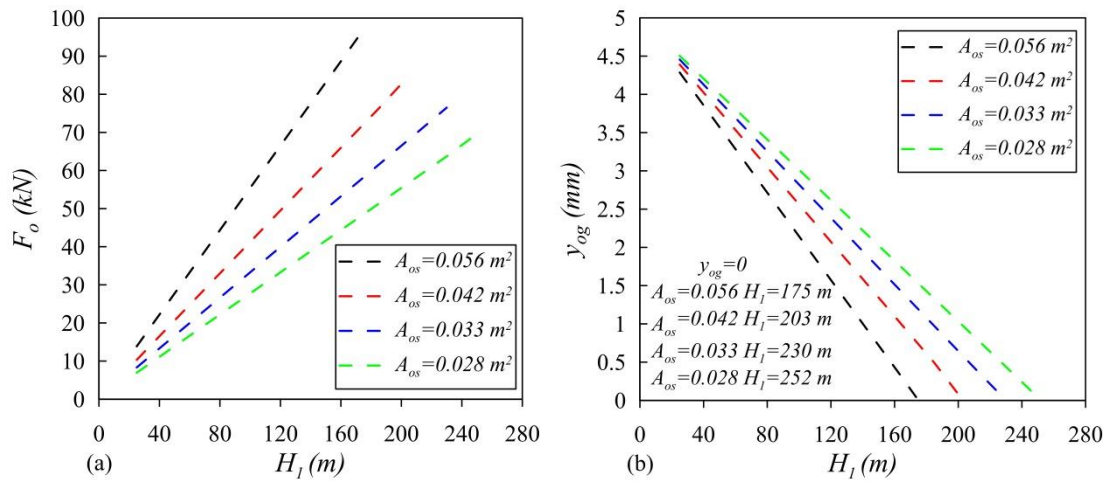 100
90
80
70
60
50
40
30
20
10
0
F_o (kN)
A_os=0.056 m²
A_os=0.042 m²
A_os=0.033 m²
A_os=0.028 m²
0 40 80 120 160 200 240 280
(a)
H_1 (m)
5
4.5
4
3.5
3
2.5
2
1.5
1
0.5
0
y_og (mm)
A_os=0.056 m²
A_os=0.042 m²
A_os=0.033 m²
A_os=0.028 m²
y_og=0
A_os=0.056 H_1=175 m
A_os=0.042 H_1=203 m
A_os=0.033 H_1=230 m
A_os=0.028 H_1=252 m
0 40 80 120 160 200 240 280
(b)
H_1 (m)